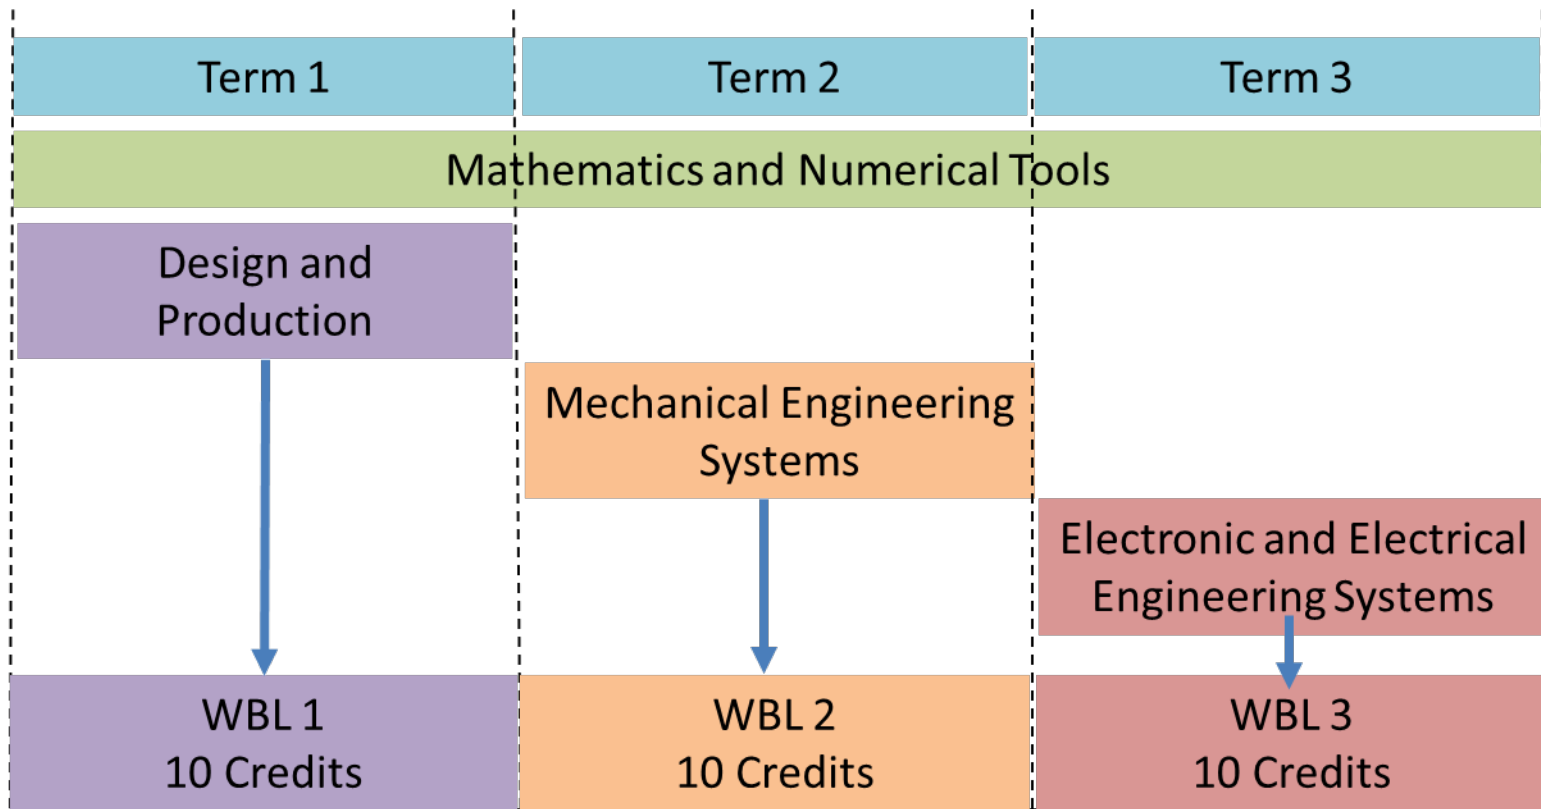 Term 1
Term 2
Term 3
Mathematics and Numerical Tools
Design and
Production
Mechanical Engineering
Systems
Electronic and Electrical
Engineering Systems
WBL 1
10 Credits
WBL 2
10 Credits
WBL 3
10 Credits